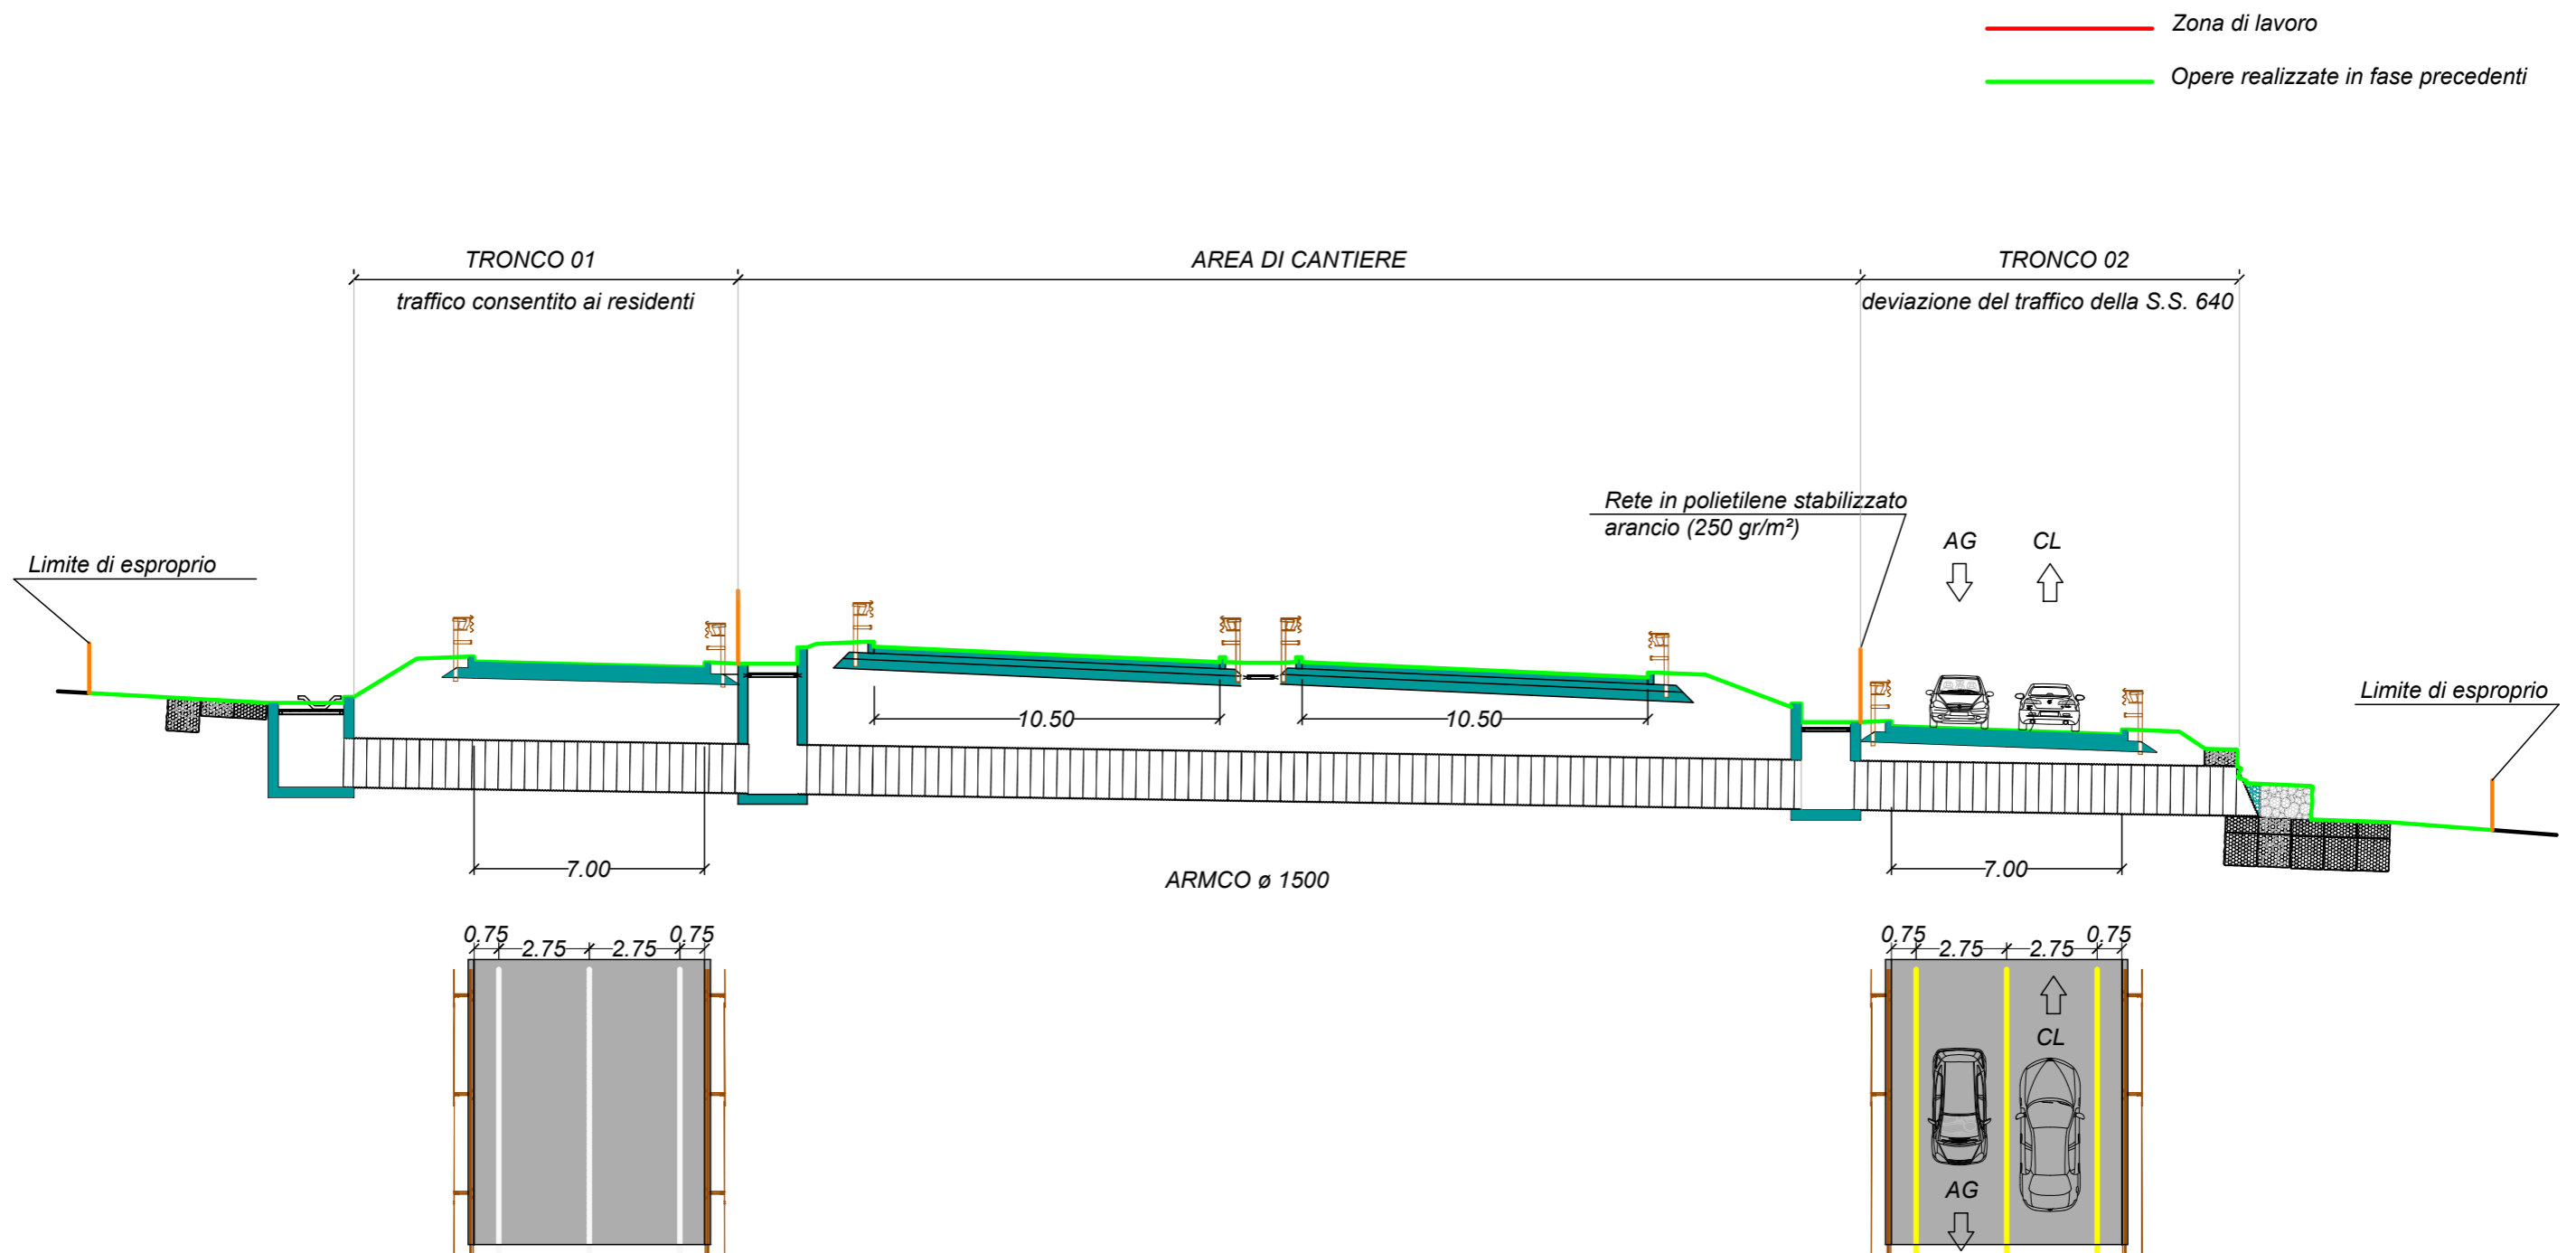 Zona di lavoro
Opere realizzate in fase precedenti
TRONCO 01
AREA DI CANTIERE
TRONCO 02
traffico consentito ai residenti
deviazione del traffico della S.S. 640
Rete in polietilene stabilizzato
arancio (250 gr/m²)
AG
CL
Limite di esproprio
Limite di esproprio
10.50
10.50
7.00
7.00
ARMCO ø 1500
0.75
2.75
2.75
0.75
0.75
2.75
2.75
0.75
CL
AG